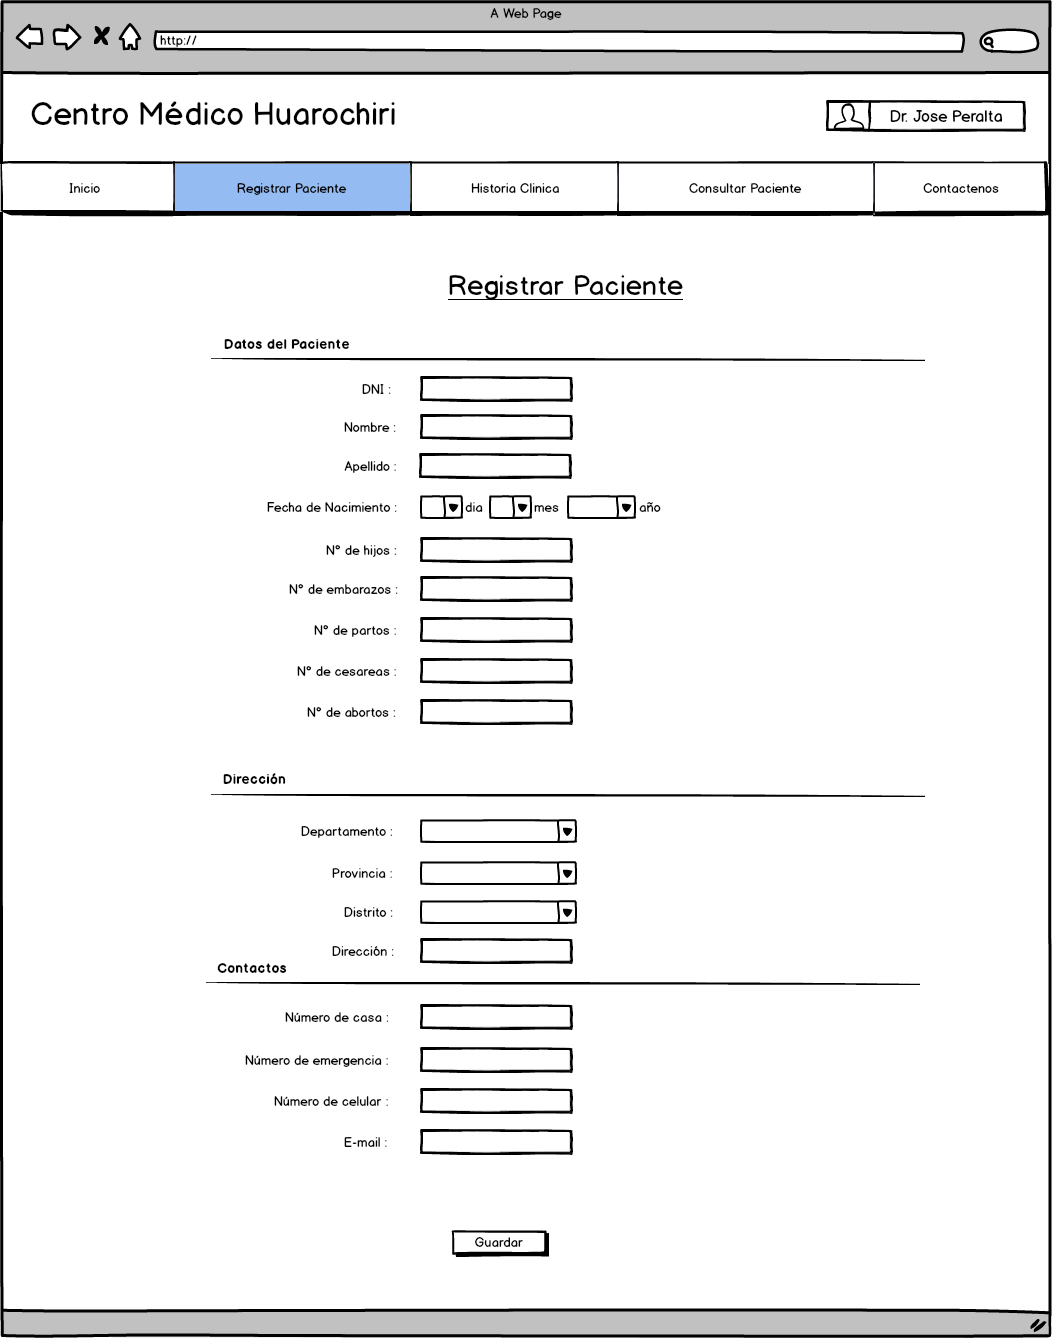 A Web Page
http://
Centro Médico Huarochiri
Dr. Jose Peralta
Inicio
Registrar Paciente
Historia Clinica
Consultar Paciente
Contactenos
Registrar Paciente
Datos del Paciente
DNI :
Nombre :
Apellido :
Fecha de Nacimiento : dia mes año
N° de hijos :
N° de embarazos :
N° de partos :
N° de cesareas :
N° de abortos :
Dirección
Departamento :
Provincia :
Distrito :
Dirección :
Contactos
Número de casa :
Número de emergencia :
Número de celular :
E-mail :
Guardar